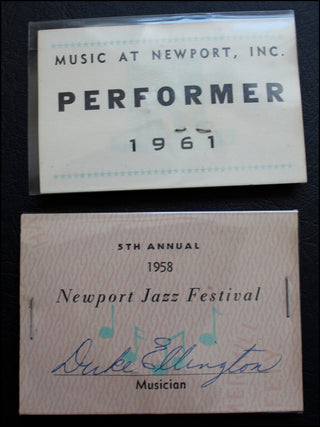 MUSIC AT NEWPORT, INC.
PERFORMER
1961
5TH ANNUAL
1958
Newport Jazz Festival
Duke Ellington
Musician